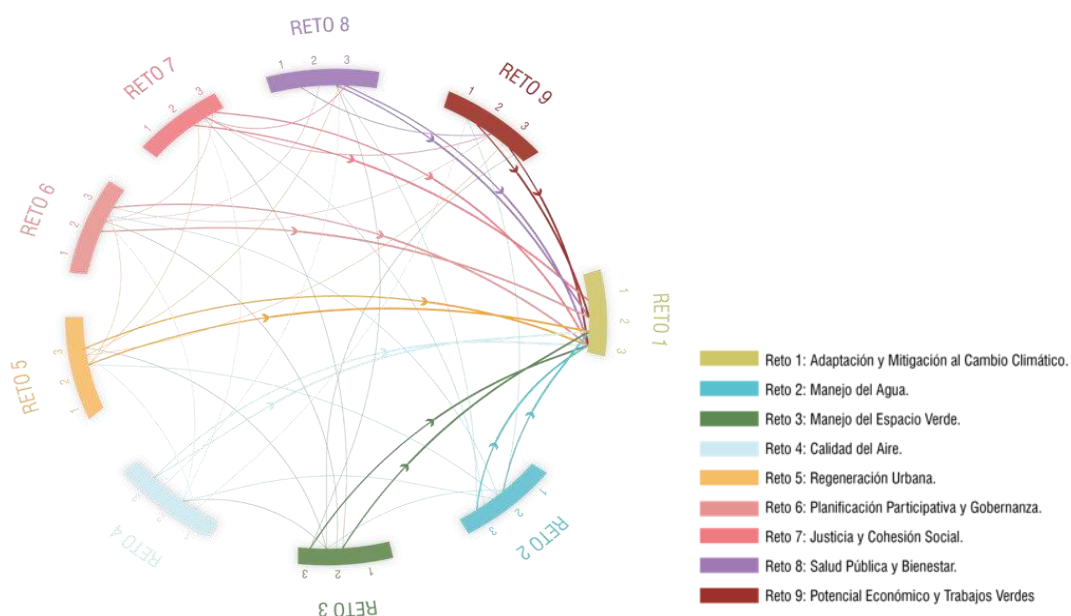 RETO 8
1 2 3
RETO 7
1 2 3
RETO 9
1 2 3
RETO 6
1 2 3
RETO 1
1
2
3
RETO 5
3
2
1
RETO 4
3 2 1
RETO 3
3 2 1
RETO 2
3 2 1
Reto 1: Adaptación y Mitigación al Cambio Climático.
Reto 2: Manejo del Agua.
Reto 3: Manejo del Espacio Verde.
Reto 4: Calidad del Aire.
Reto 5: Regeneración Urbana.
Reto 6: Planificación Participativa y Gobernanza.
Reto 7: Justicia y Cohesión Social.
Reto 8: Salud Pública y Bienestar.
Reto 9: Potencial Económico y Trabajos Verdes